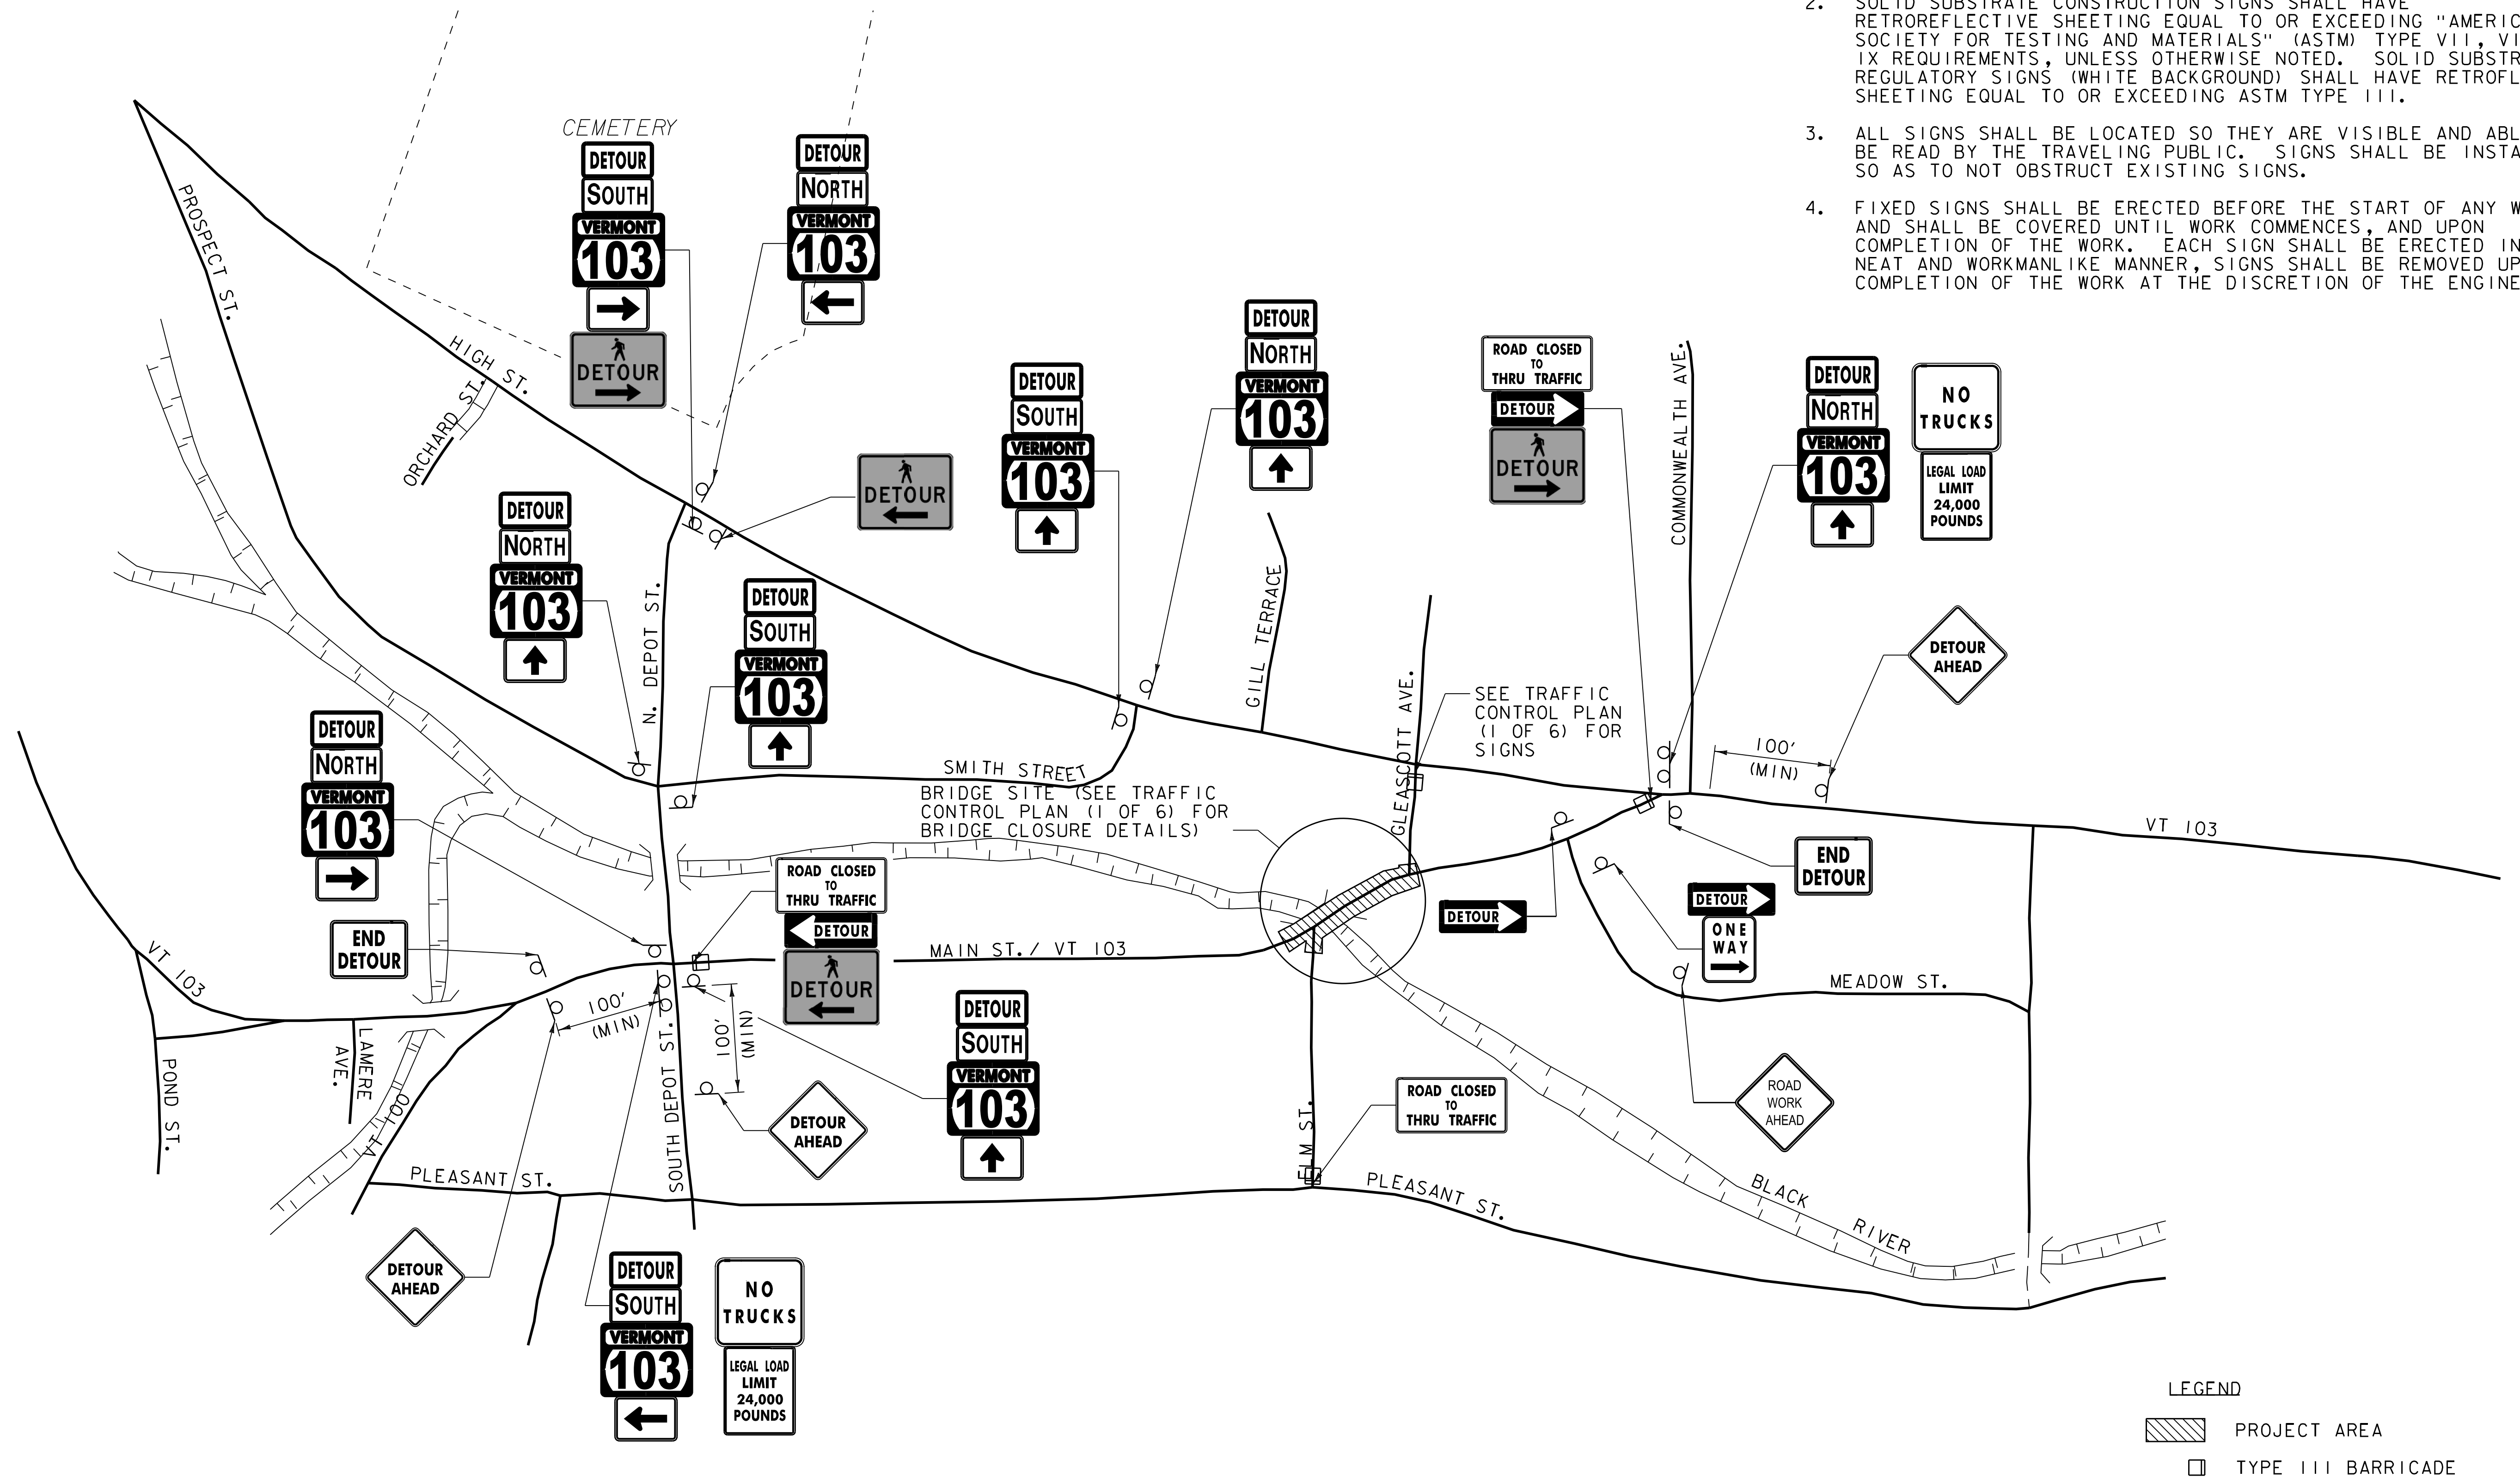 2. SOLID SUBSTRATE CONSTRUCTION SIGNS SHALL HAVE
RETROREFLECTIVE SHEETING EQUAL TO OR EXCEEDING "AMERIC
SOCIETY FOR TESTING AND MATERIALS" (ASTM) TYPE VII, VI
IX REQUIREMENTS, UNLESS OTHERWISE NOTED. SOLID SUBSTR
REGULATORY SIGNS (WHITE BACKGROUND) SHALL HAVE RETROFL
SHEETING EQUAL TO OR EXCEEDING ASTM TYPE III.
3. ALL SIGNS SHALL BE LOCATED SO THEY ARE VISIBLE AND ABL
BE READ BY THE TRAVELING PUBLIC. SIGNS SHALL BE INSTA
SO AS TO NOT OBSTRUCT EXISTING SIGNS.
4. FIXED SIGNS SHALL BE ERECTED BEFORE THE START OF ANY W
AND SHALL BE COVERED UNTIL WORK COMMENCES, AND UPON
COMPLETION OF THE WORK. EACH SIGN SHALL BE ERECTED IN
NEAT AND WORKMANLIKE MANNER, SIGNS SHALL BE REMOVED UP
COMPLETION OF THE WORK AT THE DISCRETION OF THE ENGINE
CEMETERY
DETOUR
SOUTH
VERMONT
103
DETOUR
DETOUR
NORTH
VERMONT
103
PROSPECT ST.
HIGH ST.
ORCHARD ST.
DETOUR
DETOUR
SOUTH
VERMONT
103
DETOUR
NORTH
VERMONT
103
ROAD CLOSED
TO
THRU TRAFFIC
DETOUR
DETOUR
COMMONWEALTH AVE.
DETOUR
NORTH
VERMONT
103
NO
TRUCKS
LEGAL LOAD
LIMIT
24,000
POUNDS
DETOUR
NORTH
VERMONT
103
N. DEPOT ST.
DETOUR
SOUTH
VERMONT
103
GILL TERRACE
GLEASCOTT AVE.
SEE TRAFFIC
CONTROL PLAN
(1 OF 6) FOR
SIGNS
DETOUR
AHEAD
100'
(MIN)
DETOUR
NORTH
VERMONT
103
SMITH STREET
BRIDGE SITE (SEE TRAFFIC
CONTROL PLAN (1 OF 6) FOR
BRIDGE CLOSURE DETAILS)
VT 103
END
DETOUR
END
DETOUR
ROAD CLOSED
TO
THRU TRAFFIC
DETOUR
DETOUR
MAIN ST. / VT 103
DETOUR
DETOUR
ONE
WAY
MEADOW ST.
VT 103
POND ST.
LAMERE
AVE.
VT 100
100'
(MIN)
SOUTH DEPOT ST.
100'
(MIN)
DETOUR
AHEAD
DETOUR
SOUTH
VERMONT
103
ROAD CLOSED
TO
THRU TRAFFIC
ROAD
WORK
AHEAD
ELM ST.
PLEASANT ST.
PLEASANT ST.
BLACK
RIVER
DETOUR
AHEAD
DETOUR
SOUTH
VERMONT
103
NO
TRUCKS
LEGAL LOAD
LIMIT
24,000
POUNDS
LEGEND
PROJECT AREA
TYPE III BARRICADE